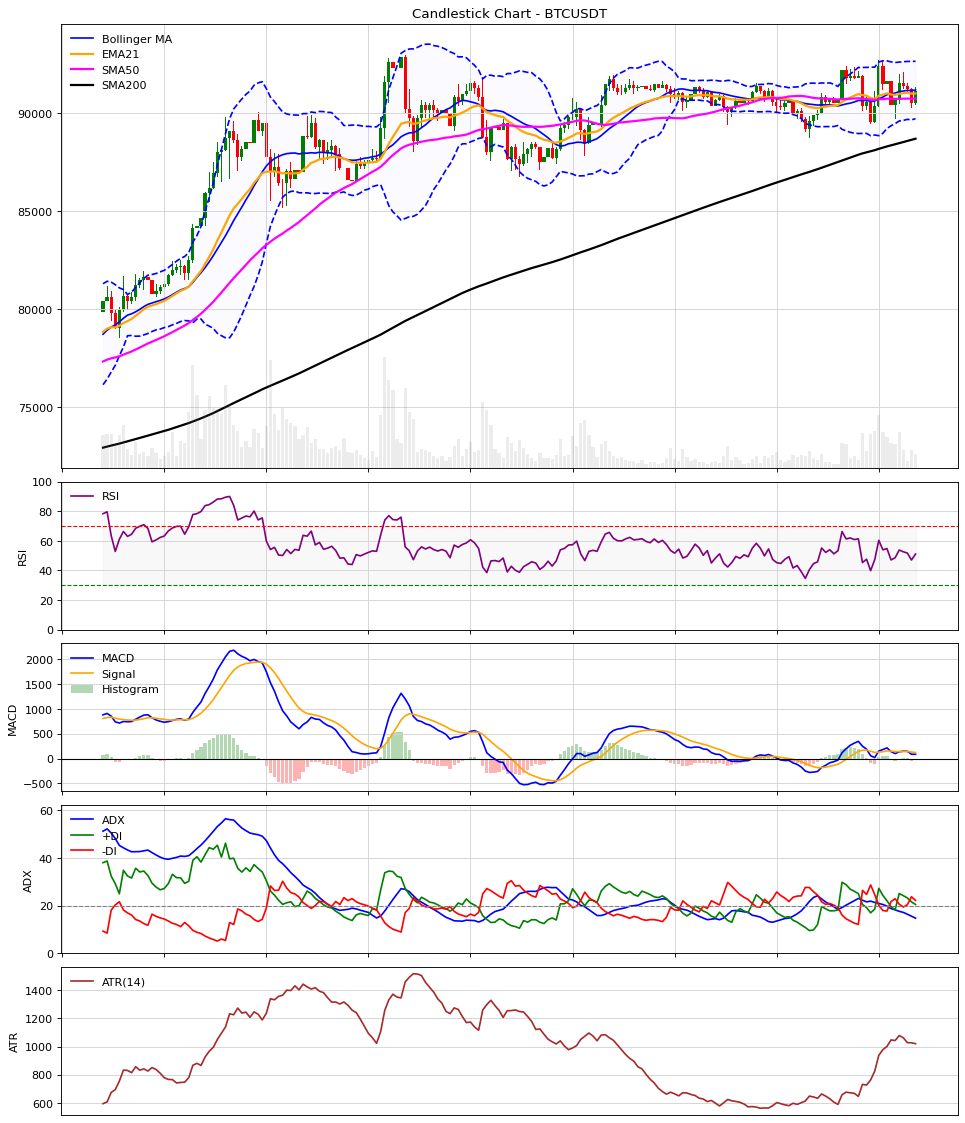 Candlestick Chart - BTCUSDT
Bollinger MA
EMA21
SMA50
SMA200
90000
85000
80000
75000
100
80
60
40
20
0
RSI
RSI
2000
1500
1000
500
0
−500
MACD
MACD
Signal
Histogram
60
40
20
0
ADX
ADX
+DI
-DI
1400
1200
1000
800
600
ATR
ATR(14)